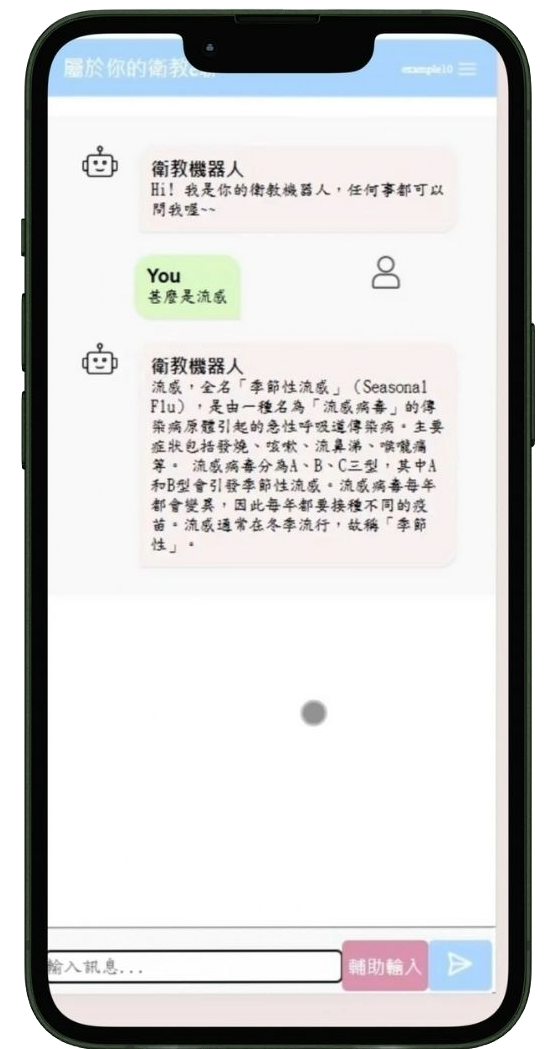 屬於你的衛教
example10
衛教機器人
Hi! 我是你的衛教機器人，任何事都可以
問我喔~~
You
甚麼是流感
衛教機器人
流感，全名「季節性流感」（Seasonal
Flu），是由一種名為「流感病毒」的傳
染病原體引起的急性呼吸道傳染病。主要
症狀包括發燒、咳嗽、流鼻涕、喉嚨痛
等。 流感病毒分為A、B、C三型，其中A
和B型會引發季節性流感。流感病毒每年
都會變異，因此每年都要接種不同的疫
苗。流感通常在冬季流行，故稱「季節
性」。
輸入訊息...
輔助輸入